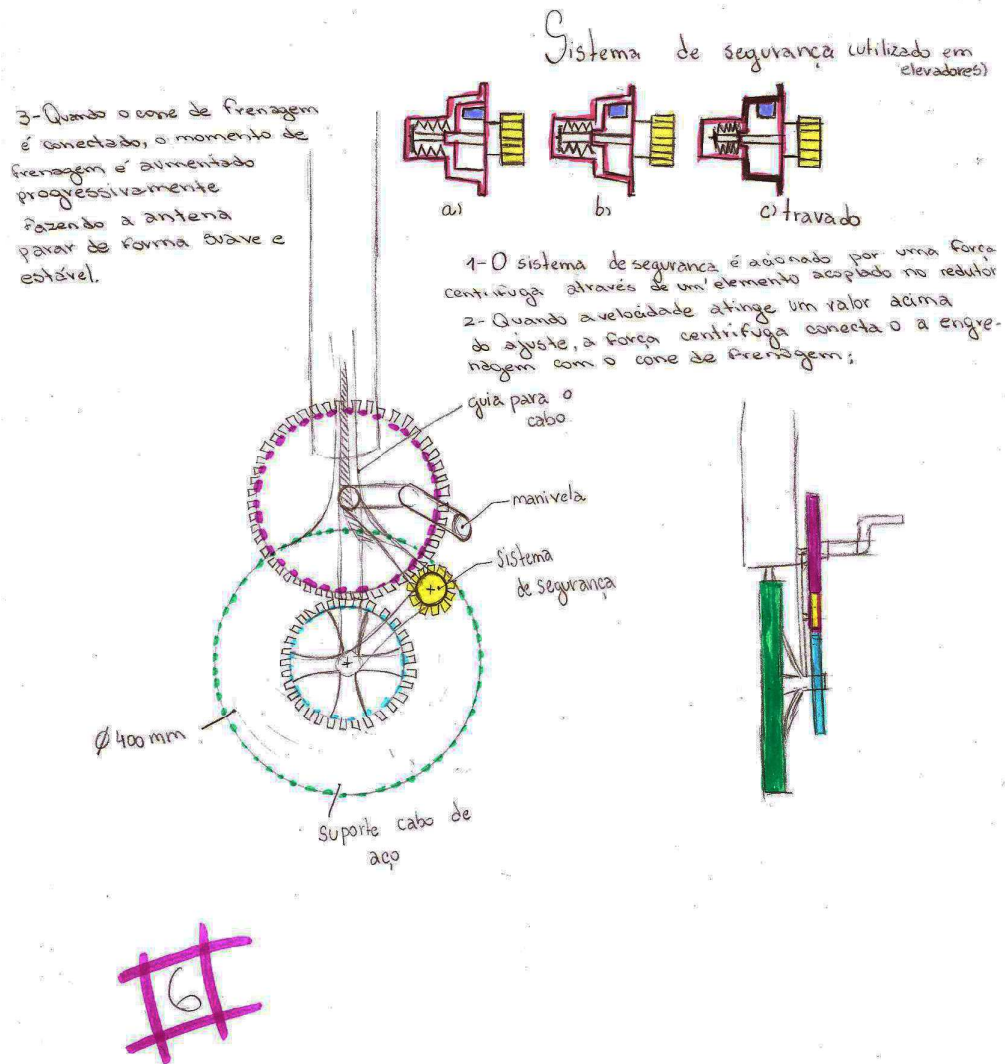 Sistema de segurança (utilizado em
elevadores)
3-Quando o cone de frenagem
é conectado, o momento de
frenagem é aumentado
progressivamente
fazendo a antena
parar de forma suave e
estável.
a)
b)
c) travado
1- O sistema de seguranca é acionado por uma força
centrifuga através de um elemento acoplado no redutor
2- Quando a velocidade atinge um valor acima
do ajuste, a força centrífuga conecta o a engre-
nagem com o cone de frenagem;
guia para o
cabo
manivela
sistema
de segurança
Ø 400 mm
suporte cabo de
aço
6